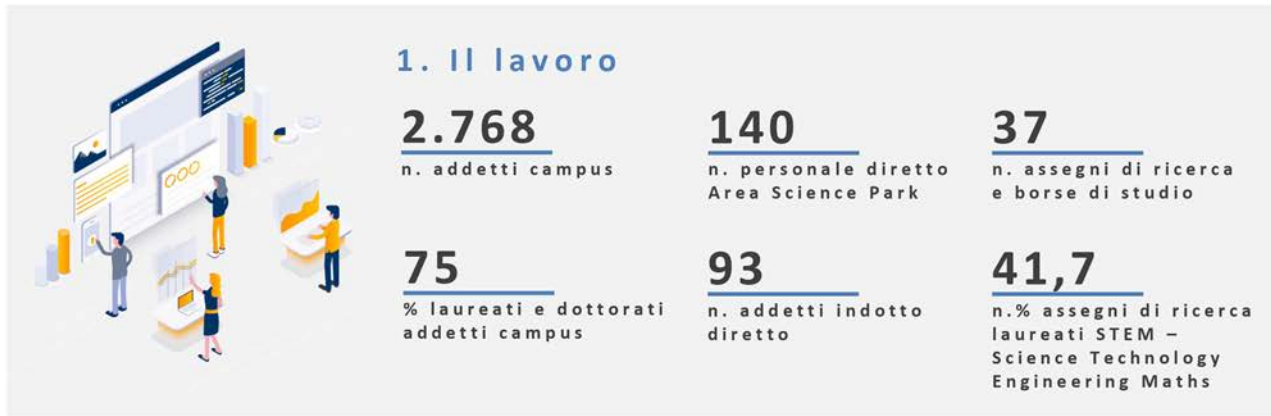 1. Il lavoro
2.768
n. addetti campus
140
n. personale diretto
Area Science Park
37
n. assegni di ricerca
e borse di studio
75
% laureati e dottorati
addetti campus
93
n. addetti indotto
diretto
41,7
n.% assegni di ricerca
laureati STEM –
Science Technology
Engineering Maths